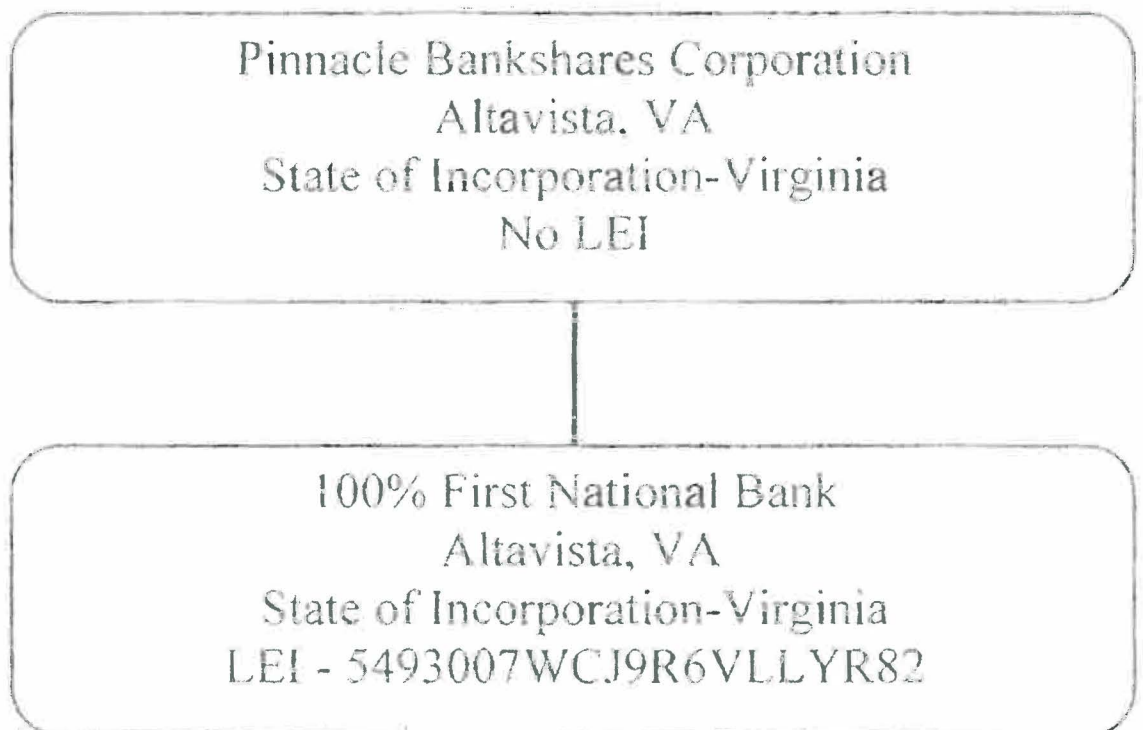 Pinnacle Bankshares Corporation
Altavista, VA
State of Incorporation-Virginia
No LEI
100% First National Bank
Altavista, VA
State of Incorporation-Virginia
LEI - 5493007WCJ9R6VLLYR82